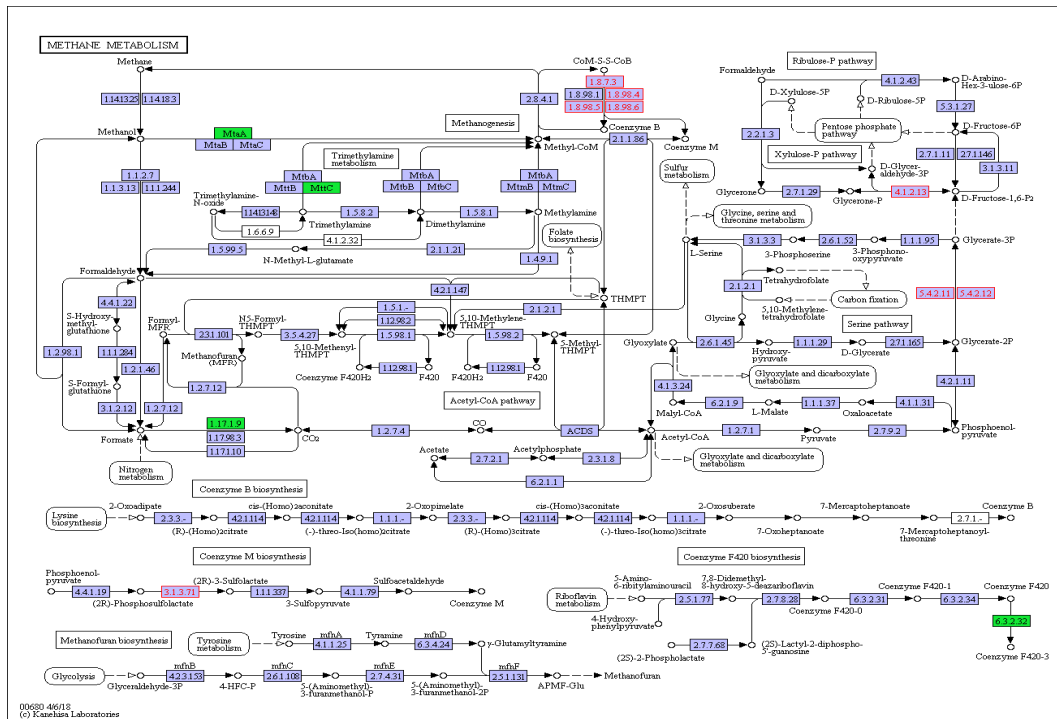 METHANE METABOLISM
Methane
CoM-S-S-CoB
Ribulose-P pathway
Formaldehyde
4.1.2.43
D-Arabino-
Hex-3-ulose-6P
1.8.7.3
1.14.13.25
1.14.18.3
2.8.4.1
1.8.98.1
1.8.98.4
1.8.98.5
1.8.98.6
D-Xylulose-5P
D-Ribulose-5P
5.3.1.27
Methanogenesis
Coenzyme B
D-Fructose-6P
Methanol
MtaA
MtaB
MtaC
Methyl-CoM
2.1.1.86
Coenzyme M
2.2.1.3
Pentose phosphate
pathway
Xylulose-P pathway
2.7.1.11
2.7.1.146
3.1.3.11
Trimethylamine
metabolism
Sulfur
metabolism
D-Glycer-
aldehyde-3P
1.1.2.7
1.1.3.13
1.1.1.244
MtbA
MttB
MttC
MtbA
MtbB
MtbC
MtbA
MtmB
MtmC
Glycerone
2.7.1.29
Glycerone-P
4.1.2.13
D-Fructose-1,6-P2
Trimethylamine-
N-oxide
1.14.13.148
Trimethylamine
1.5.8.2
Dimethylamine
1.5.8.1
Methylamine
Glycine, serine and
threonine metabolism
1.6.6.9
4.1.2.32
Folate
biosynthesis
1.5.99.5
N-Methyl-L-glutamate
2.1.1.21
1.4.9.1
L-Serine
3.1.3.3
3-Phosphoserine
2.6.1.52
3-Phosphono-
oxypyruvate
1.1.1.95
Glycerate-3P
Formaldehyde
4.2.1.147
THMPT
2.1.2.1
Tetrahydrofolate
Carbon fixation
5,10-Methylene-
tetrahydrofolate
5.4.2.11
5.4.2.12
4.4.1.22
S-Hydroxy-
methyl-
glutathione
Formyl-
MFR
N5-Formyl-
THMPT
1.5.1.-
1.12.98.2
5,10-Methylene-
THMPT
2.1.2.1
Glycine
Serine pathway
2.3.1.101
3.5.4.27
1.5.98.1
1.5.98.2
5,10-Methenyl-
THMPT
5-Methyl-
THMPT
Glyoxylate
2.6.1.45
Hydroxy-
pyruvate
1.1.1.29
D-Glycerate
2.7.1.165
Glycerate-2P
1.2.98.1
1.1.1.284
Methanofuran
(MFR)
Coenzyme F420H2
1.12.98.1
F420
F420H2
1.12.98.1
F420
1.2.1.46
S-Formyl-
glutathione
1.2.7.12
Glyoxylate and dicarboxylate
metabolism
4.1.3.24
4.2.1.11
3.1.2.12
1.2.7.12
Acetyl-CoA pathway
Malyl-CoA
6.2.1.9
L-Malate
1.1.1.37
Oxaloacetate
4.1.1.31
Formate
1.17.1.9
1.17.98.3
1.17.1.10
CO2
1.2.7.4
CO
ACDS
Acetyl-CoA
1.2.7.1
Pyruvate
2.7.9.2
Phosphoenol-
pyruvate
Nitrogen
metabolism
Acetate
2.7.2.1
Acetylphosphate
2.3.1.8
6.2.1.1
Glyoxylate and dicarboxylate
metabolism
Coenzyme B biosynthesis
Lysine
biosynthesis
2-Oxoadipate
2.3.3.-
(R)-(Homo)2citrate
4.2.1.114
cis-(Homo)2aconitate
4.2.1.114
(-)-threo-Iso(homo)2citrate
1.1.1.-
2-Oxopimelate
2.3.3.-
(R)-(Homo)3citrate
4.2.1.114
cis-(Homo)3aconitate
4.2.1.114
(-)-threo-Iso(homo)3citrate
1.1.1.-
2-Oxosuberate
7-Oxoheptanoate
7-Mercaptoheptanoate
7-Mercaptoheptanoyl-
threonine
2.7.1.-
Coenzyme B
Coenzyme M biosynthesis
Phosphoenol-
pyruvate
4.4.1.19
(2R)-Phosphosulfolactate
3.1.3.71
(2R)-3-Sulfolactate
1.1.1.337
3-Sulfopyruvate
4.1.1.79
Sulfoacetaldehyde
Coenzyme M
Coenzyme F420 biosynthesis
Riboflavin
metabolism
5-Amino-
6-ribitylaminouracil
4-Hydroxy-
phenylpyruvate
2.5.1.77
7,8-Didemethyl-
8-hydroxy-5-deazariboflavin
2.7.8.28
Coenzyme F420-0
6.3.2.31
Coenzyme F420-1
6.3.2.34
Coenzyme F420
6.3.2.32
Coenzyme F420-3
(2S)-2-Phospholactate
2.7.7.68
(2S)-Lactyl-2-diphospho-
5'-guanosine
Methanofuran biosynthesis
Tyrosine
metabolism
Tyrosine
mfnA
4.1.1.25
Tyramine
mfnD
6.3.4.24
γ-Glutamyltyramine
Glycolysis
Glyceraldehyde-3P
mfnB
4.2.3.153
4-HFC-P
mfnC
2.6.1.108
5-(Aminomethyl)-
3-furanmethanol-P
mfnE
2.7.4.31
5-(Aminomethyl)-
3-furanmethanol-2P
mfnF
2.5.1.131
APMF-Glu
Methanofuran
00680 4/6/18
(c) Kanehisa Laboratories